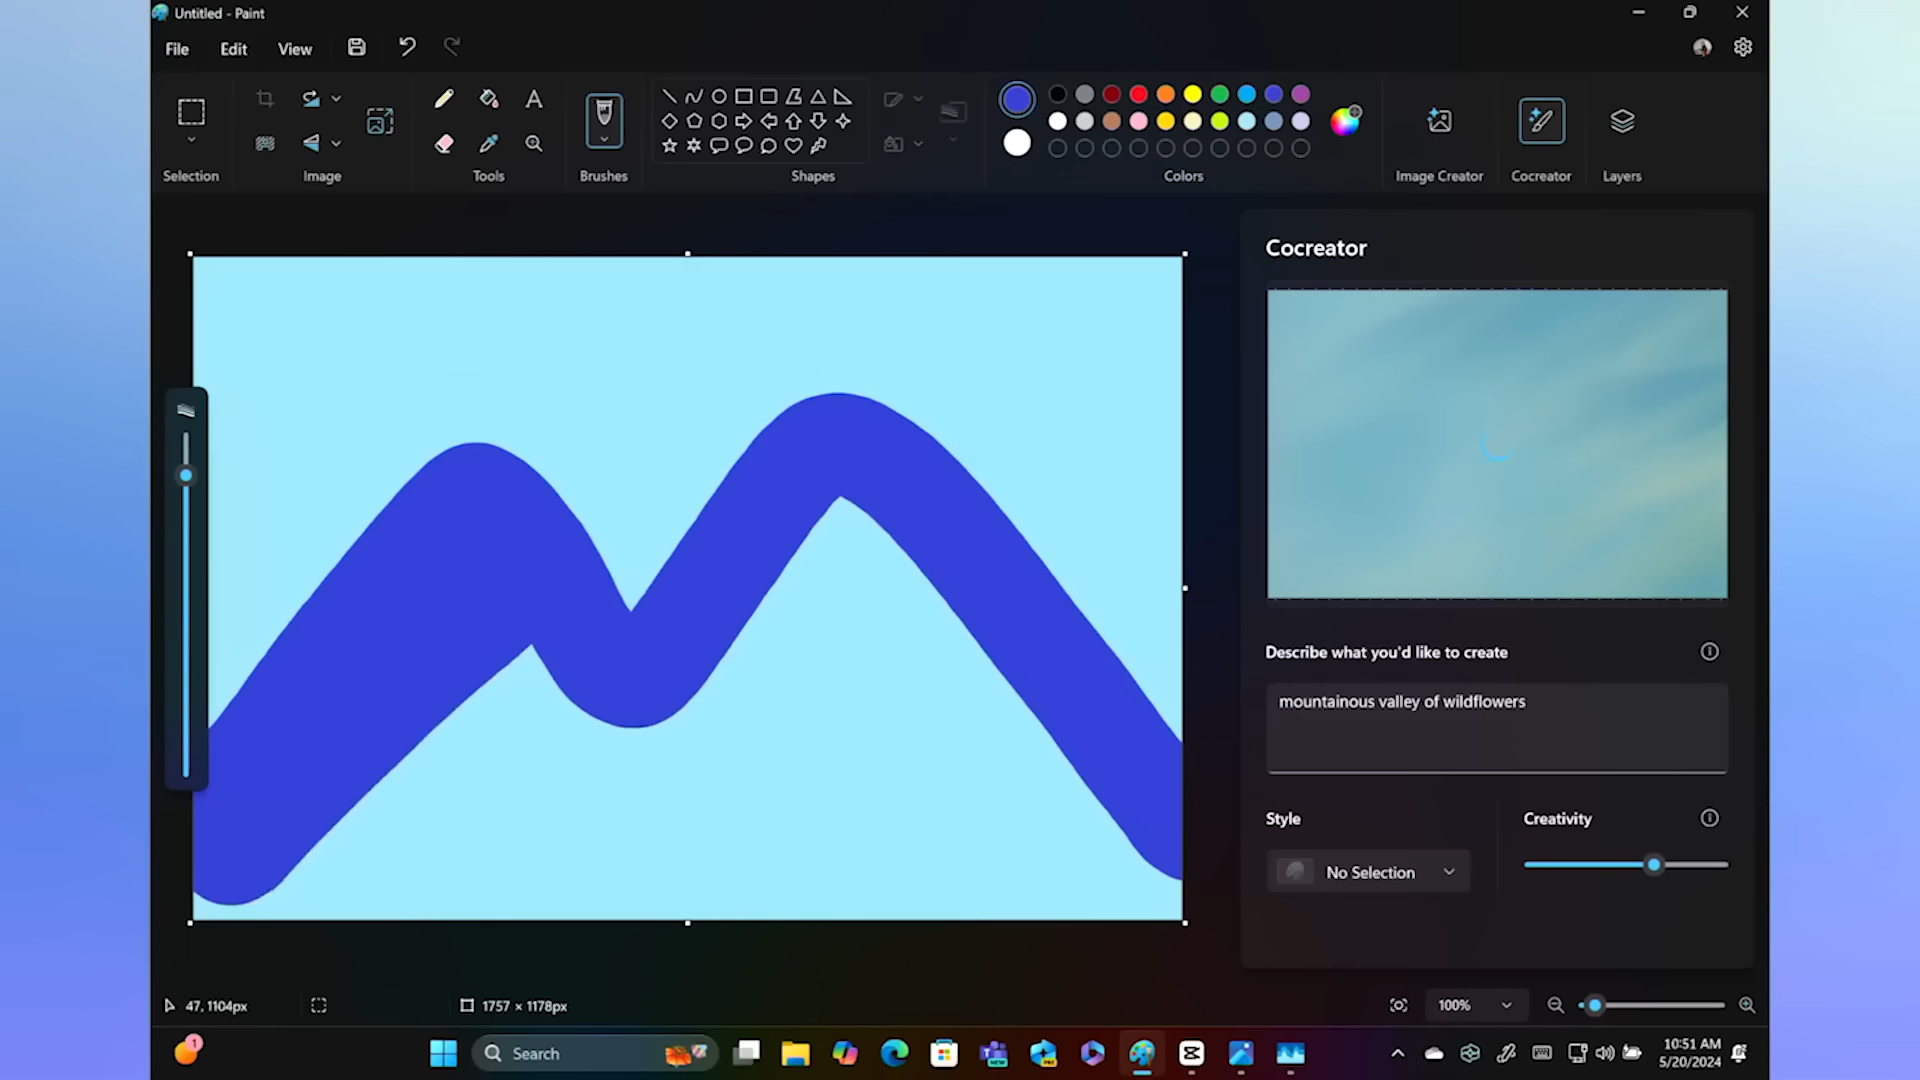 Untitled - Paint
File Edit View
Selection Image Tools Brushes Shapes Colors Image Creator Cocreator Layers
Cocreator
Describe what you'd like to create
mountainous valley of wildflowers
Style Creativity
No Selection
47, 1104px 1757 × 1178px 100%
1 Search 10:51 AM
5/20/2024